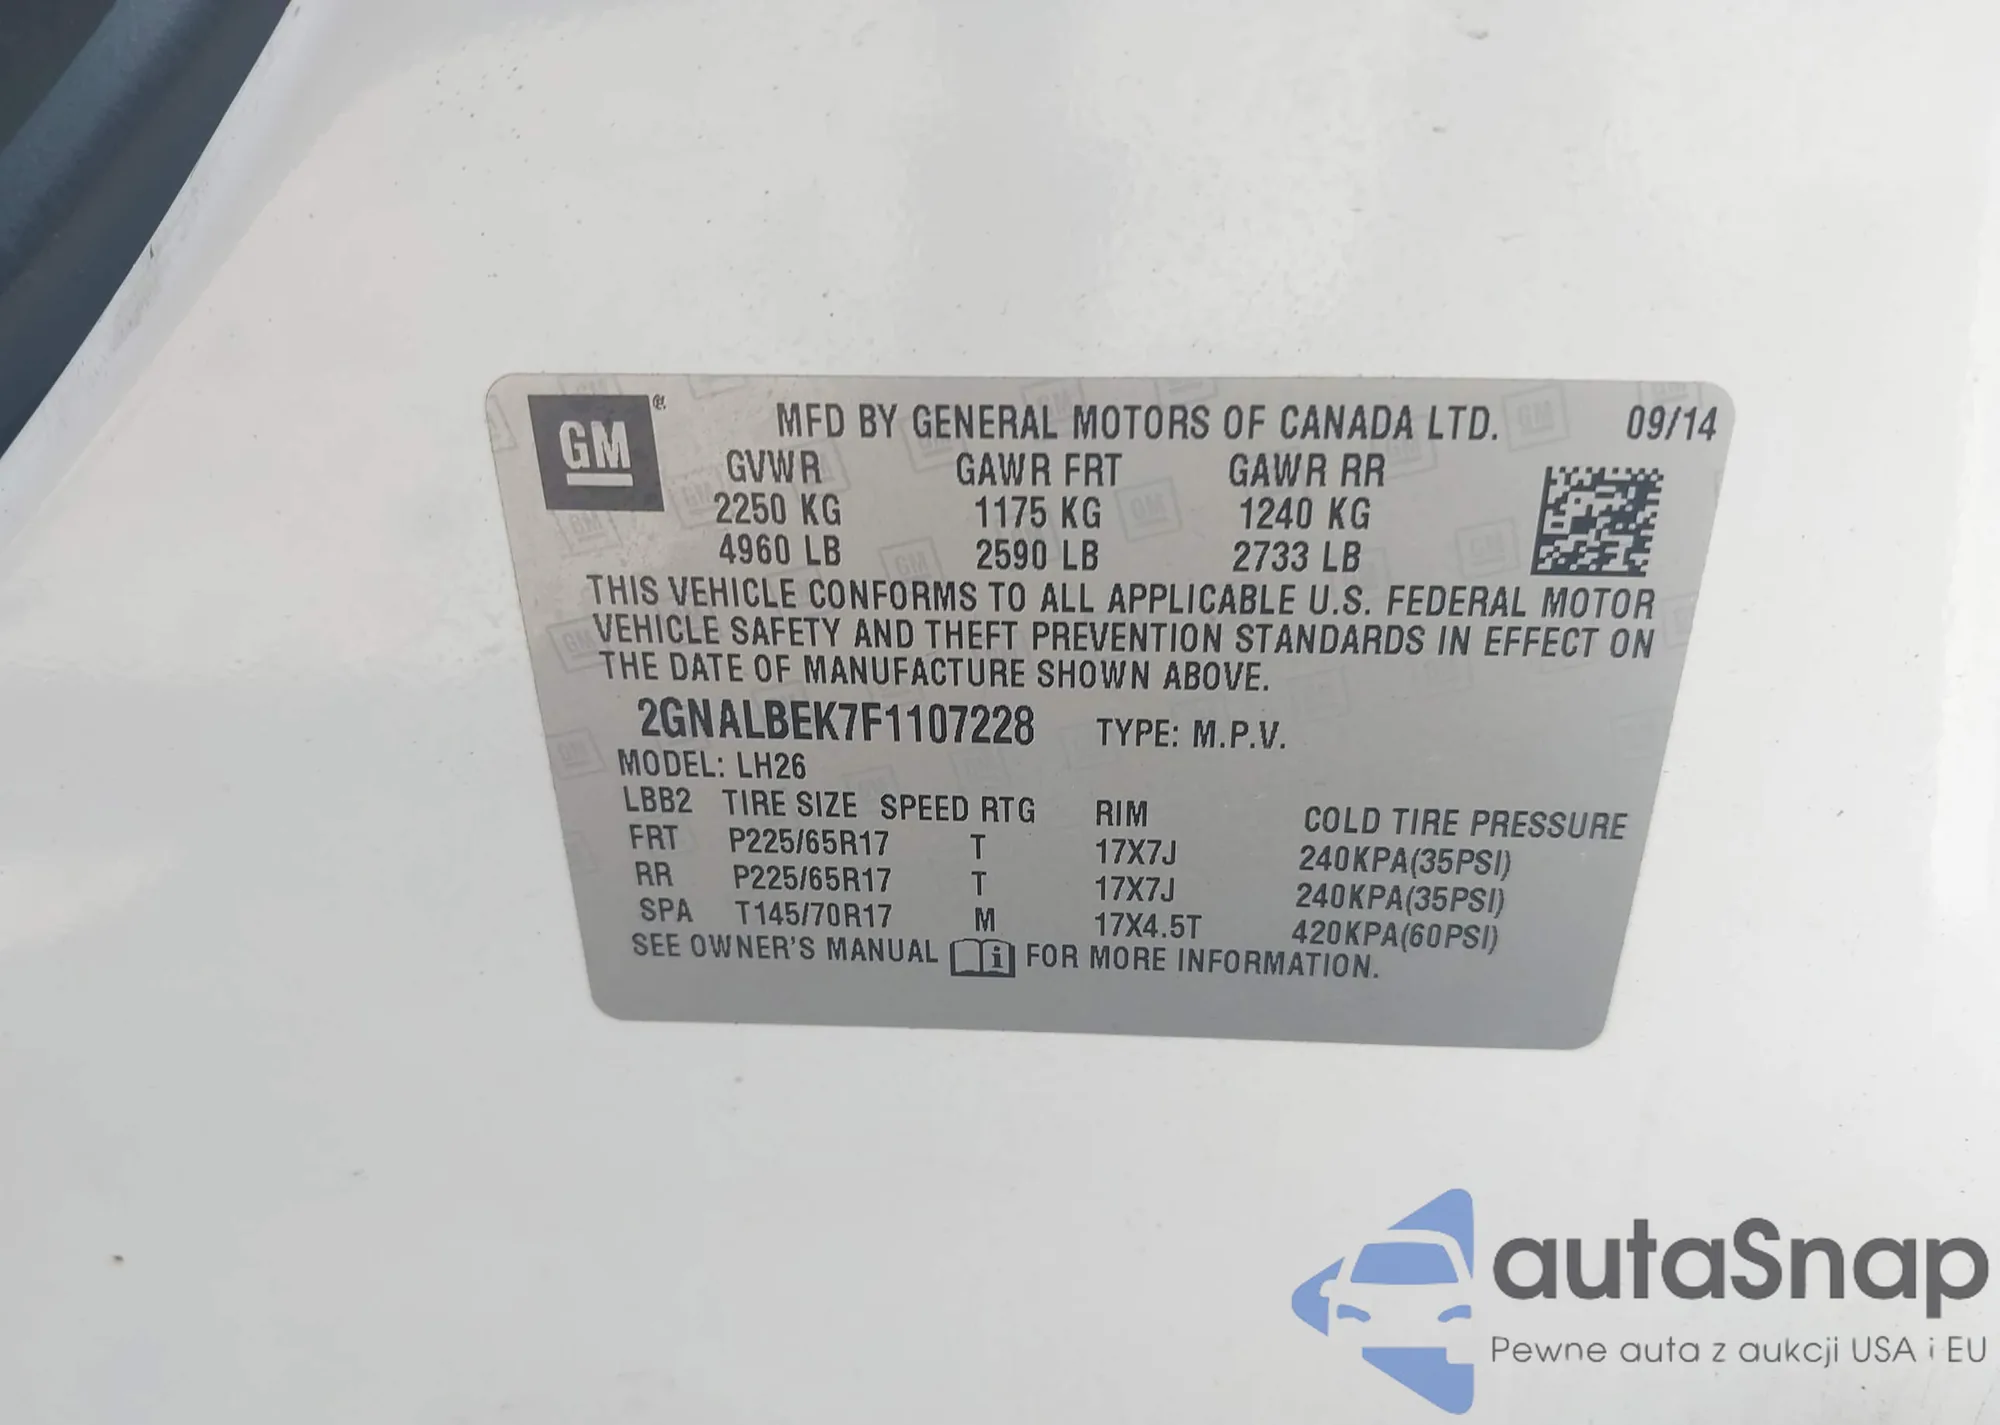 GM
MFD BY GENERAL MOTORS OF CANADA LTD. 09/14
GVWR GAWR FRT GAWR RR
2250 KG 1175 KG 1240 KG
4960 LB 2590 LB 2733 LB
THIS VEHICLE CONFORMS TO ALL APPLICABLE U.S. FEDERAL MOTOR
VEHICLE SAFETY AND THEFT PREVENTION STANDARDS IN EFFECT ON
THE DATE OF MANUFACTURE SHOWN ABOVE.
2GNALBEK7F1107228 TYPE: M.P.V.
MODEL: LH26
LBB2 TIRE SIZE SPEED RTG RIM COLD TIRE PRESSURE
FRT P225/65R17 T 17X7J 240KPA(35PSI)
RR P225/65R17 T 17X7J 240KPA(35PSI)
SPA T145/70R17 M 17X4.5T 420KPA(60PSI)
SEE OWNER'S MANUAL i FOR MORE INFORMATION.
autaSnap
Pewne auta z aukcji USA i EU